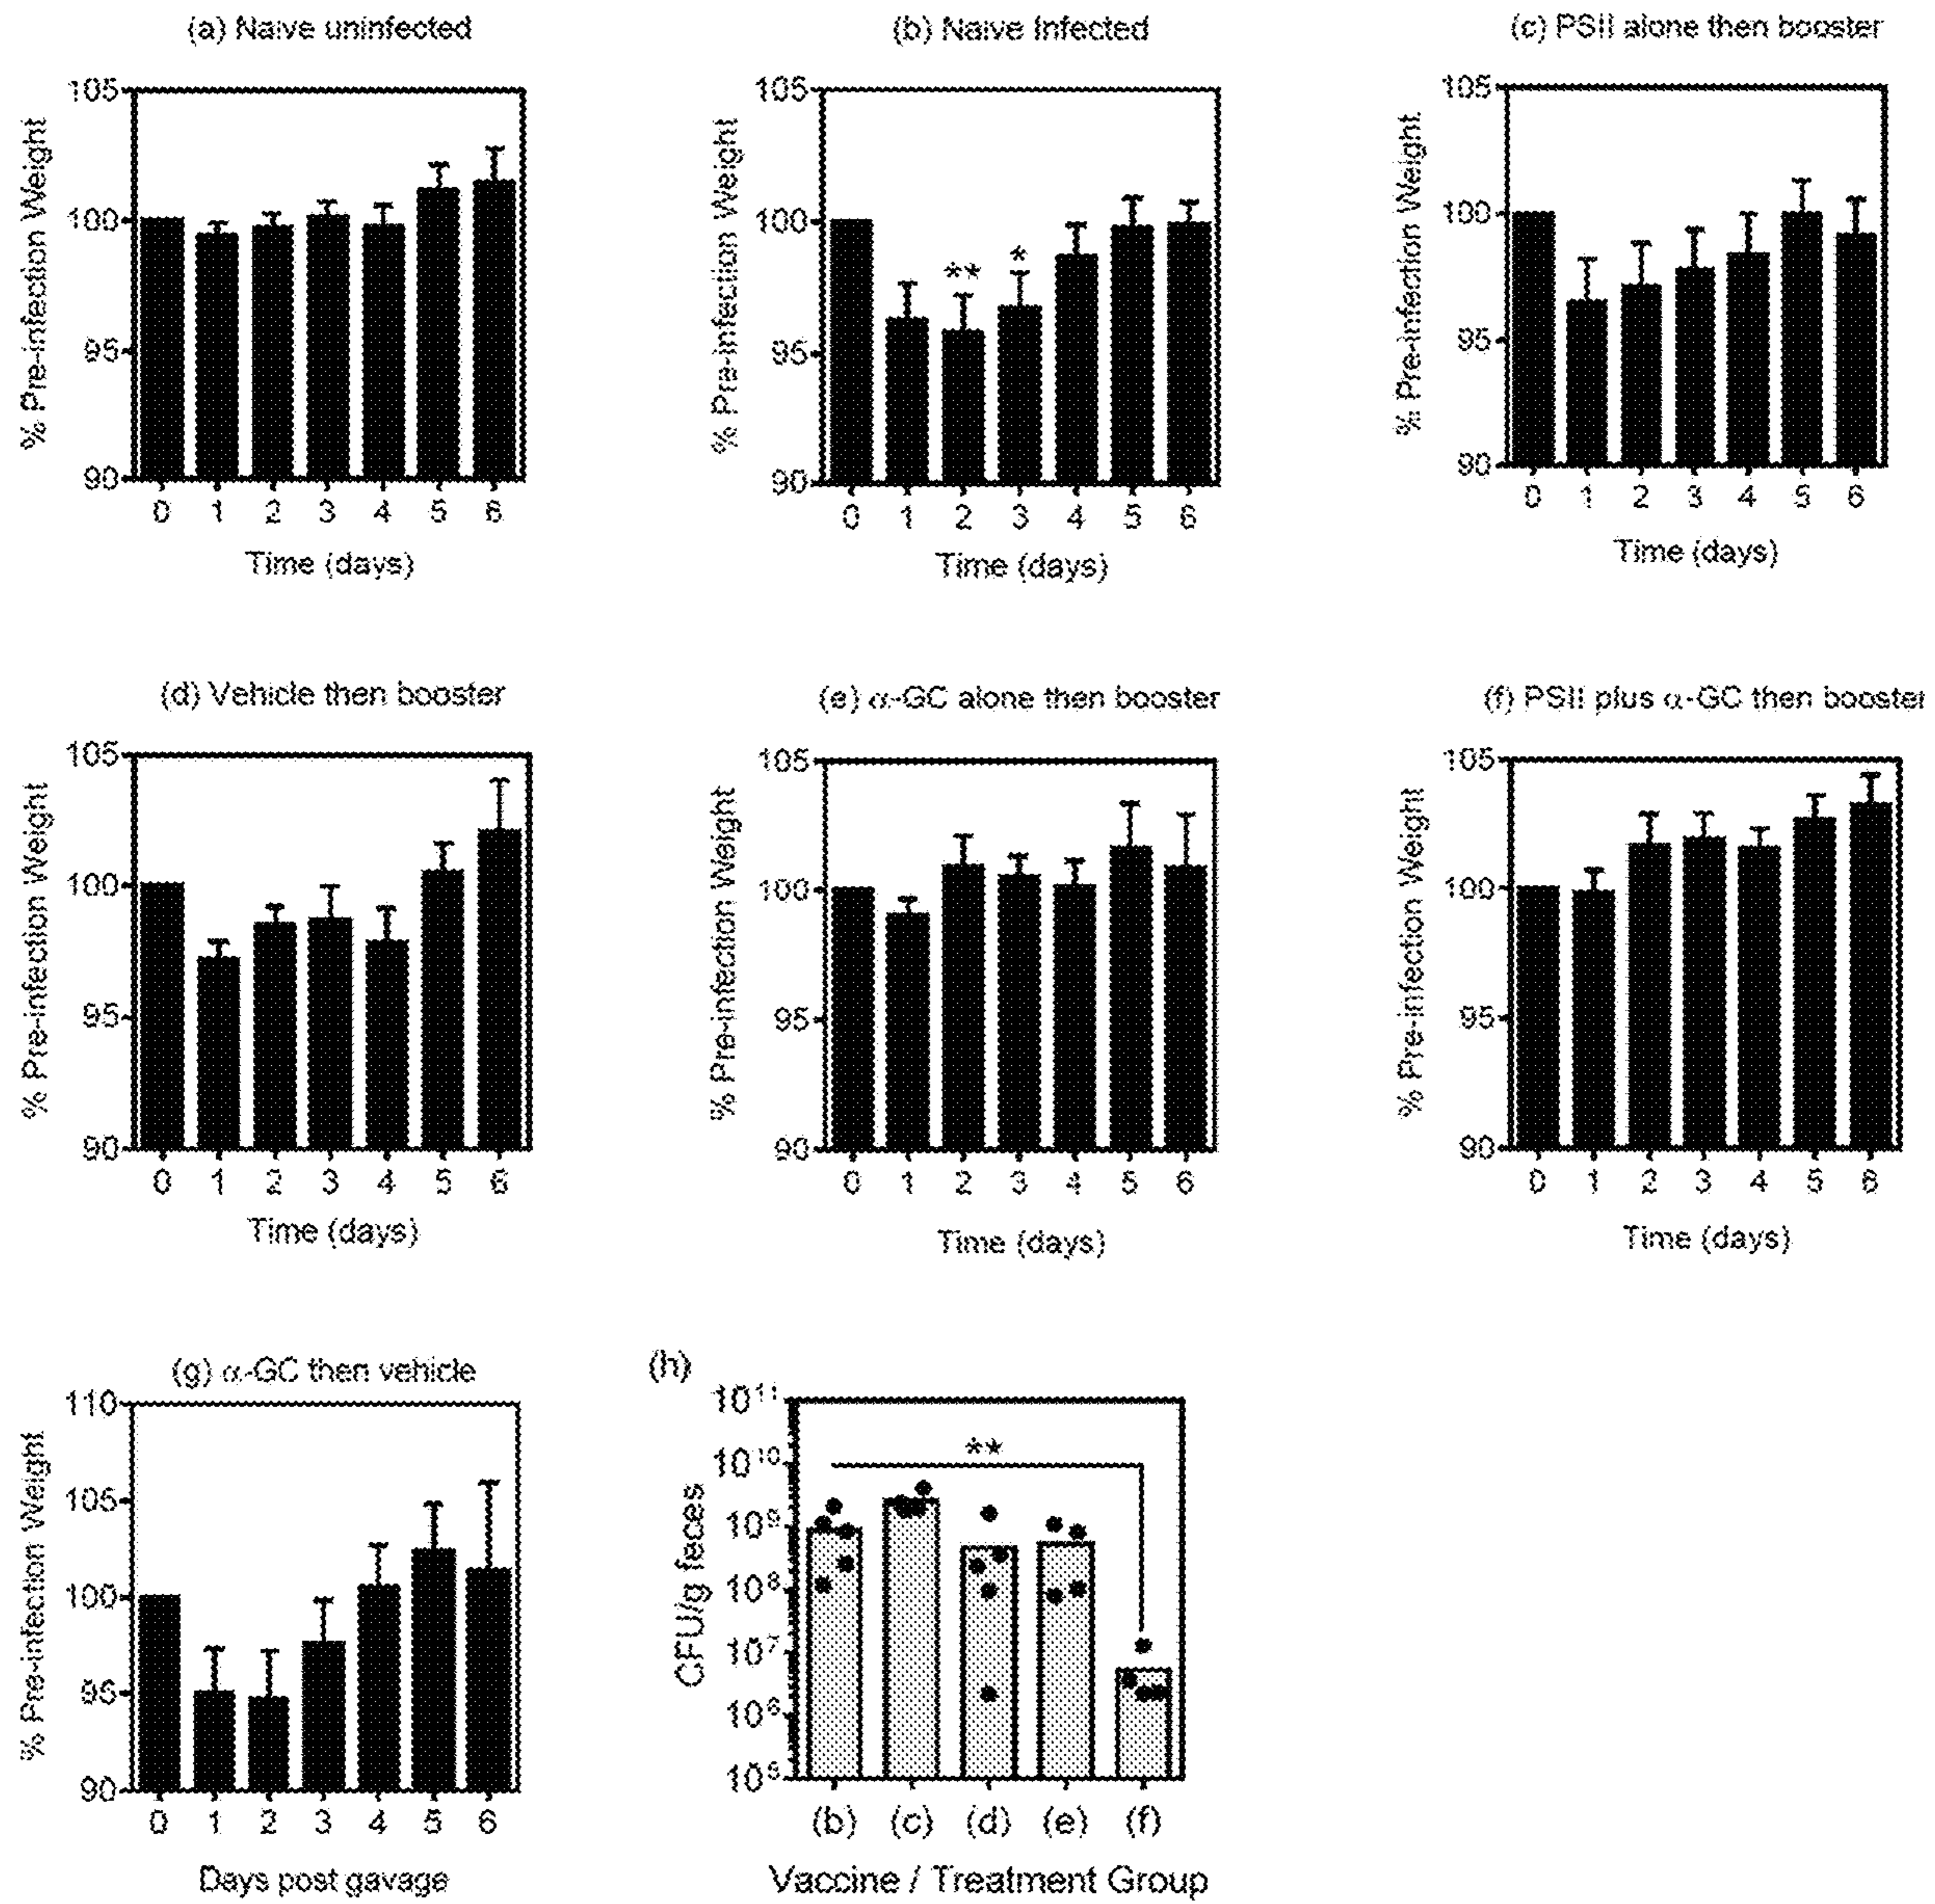 (a) Naive uninfected
% Pre-infection Weight
105
100
95
90
0 1 2 3 4 5 6
Time (days)
(b) Naive Infected
% Pre-infection Weight
105
100
95
90
**
*
0 1 2 3 4 5 6
Time (days)
(c) PSII alone then booster
% Pre-infection Weight
105
100
95
90
0 1 2 3 4 5 6
Time (days)
(d) Vehicle then booster
% Pre-infection Weight
105
100
95
90
0 1 2 3 4 5 6
Time (days)
(e) α-GC alone then booster
% Pre-infection Weight
105
100
95
90
0 1 2 3 4 5 6
Time (days)
(f) PSII plus α-GC then booster
% Pre-infection Weight
105
100
95
90
0 1 2 3 4 5 6
Time (days)
(g) α-GC then vehicle
% Pre-infection Weight
110
105
100
95
90
0 1 2 3 4 5 6
Days post gavage
(h)
CFU/g feces
10¹¹
10¹⁰
10⁹
10⁸
10⁷
10⁶
10⁵
**
(b) (c) (d) (e) (f)
Vaccine / Treatment Group